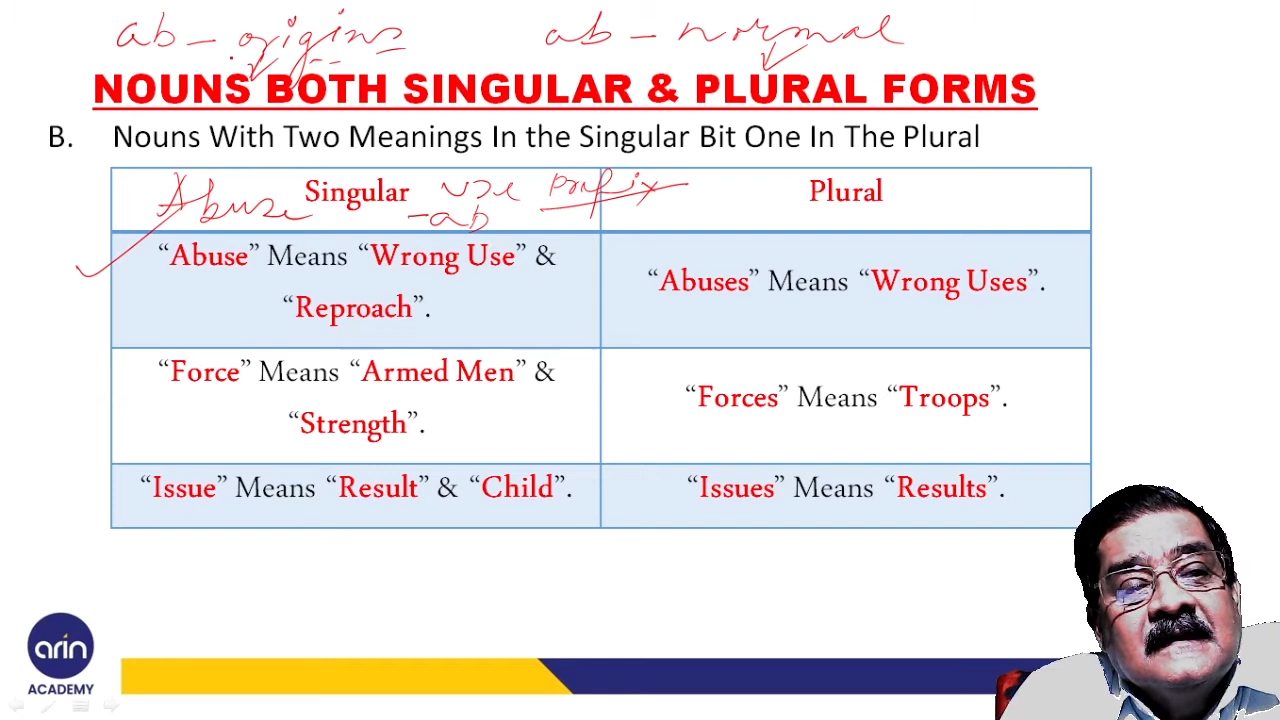 ab - origins ab - normal
NOUNS BOTH SINGULAR & PLURAL FORMS
B. Nouns With Two Meanings In the Singular Bit One In The Plural
Abuse Singular use prefix Plural
-ab
“Abuse” Means “Wrong Use” &
“Reproach”.
“Abuses” Means “Wrong Uses”.
“Force” Means “Armed Men” &
“Strength”.
“Forces” Means “Troops”.
“Issue” Means “Result” & “Child”.
“Issues” Means “Results”.
arin
ACADEMY